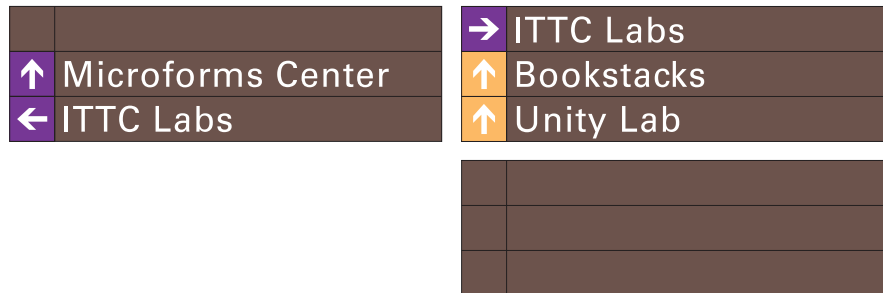 Microforms Center
ITTC Labs
ITTC Labs
Bookstacks
Unity Lab